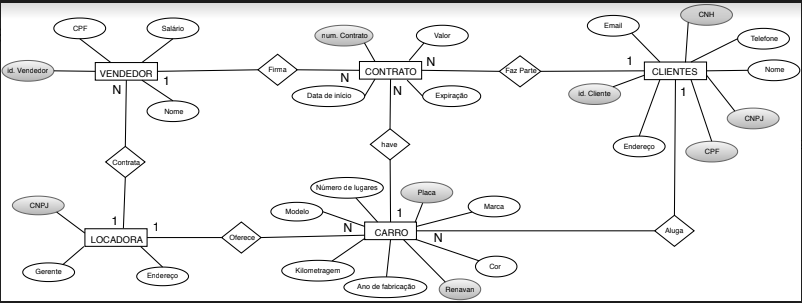 CNH
CPF
Salário
Email
num. Contrato
Valor
Telefone
id. Vendedor
VENDEDOR
1
Firma
N
CONTRATO
N
Faz Parte
1
CLIENTES
Nome
N
Data de início
N
Expiração
id. Cliente
1
Nome
CNPJ
Contrata
have
Endereço
CPF
Número de lugares
Placa
CNPJ
Modelo
Marca
1
1
1
LOCADORA
Oferece
N
CARRO
N
Aluga
Gerente
Endereço
Kilometragem
Cor
Ano de fabricação
Renavan